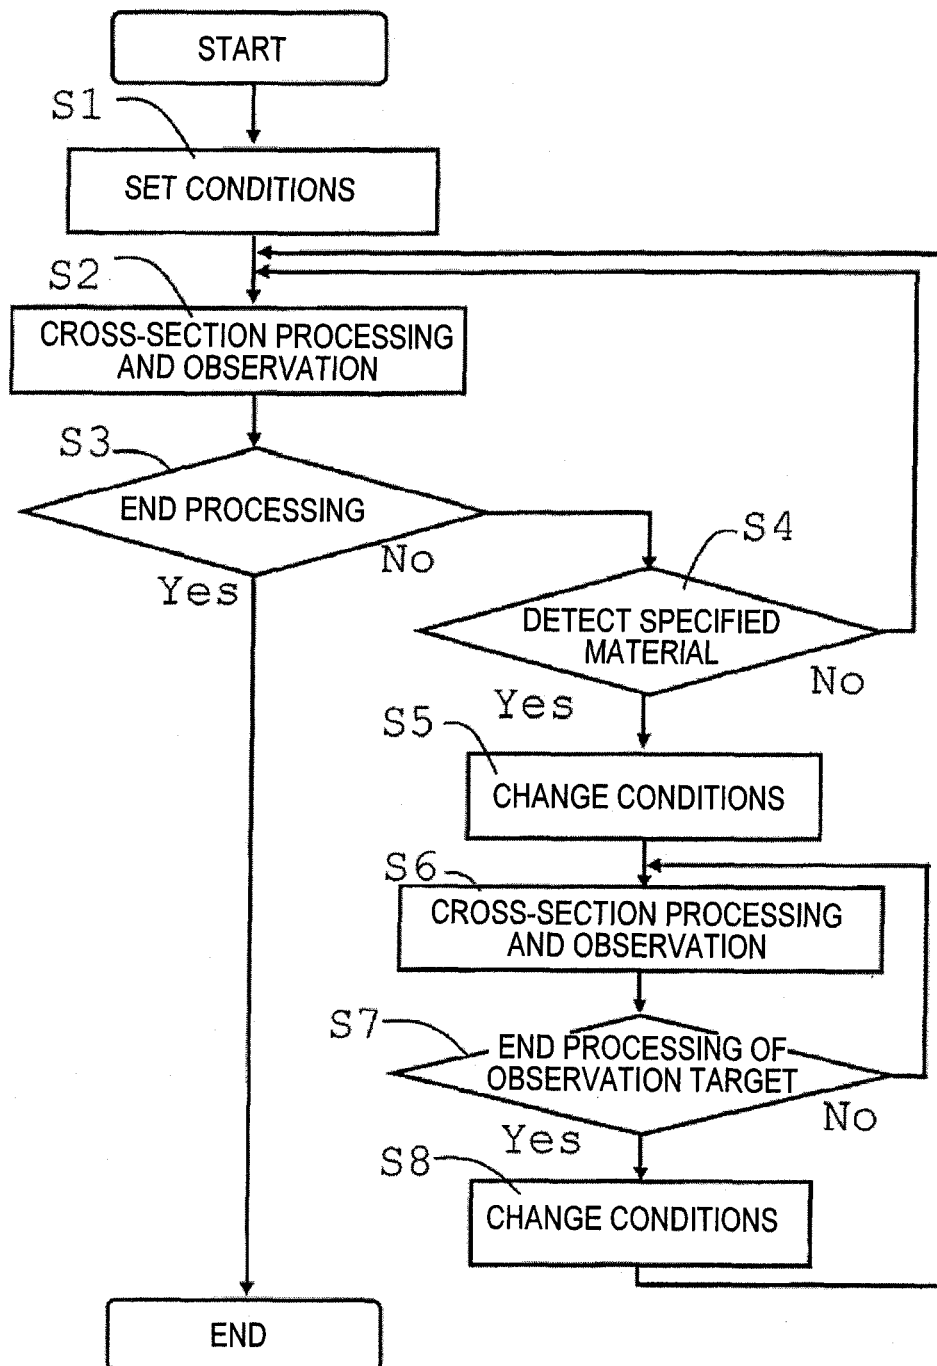 START
S1
SET CONDITIONS
S2
CROSS-SECTION PROCESSING
AND OBSERVATION
S3
END PROCESSING
No
Yes
S4
DETECT SPECIFIED
MATERIAL
No
Yes
S5
CHANGE CONDITIONS
S6
CROSS-SECTION PROCESSING
AND OBSERVATION
S7
END PROCESSING OF
OBSERVATION TARGET
No
Yes
S8
CHANGE CONDITIONS
END